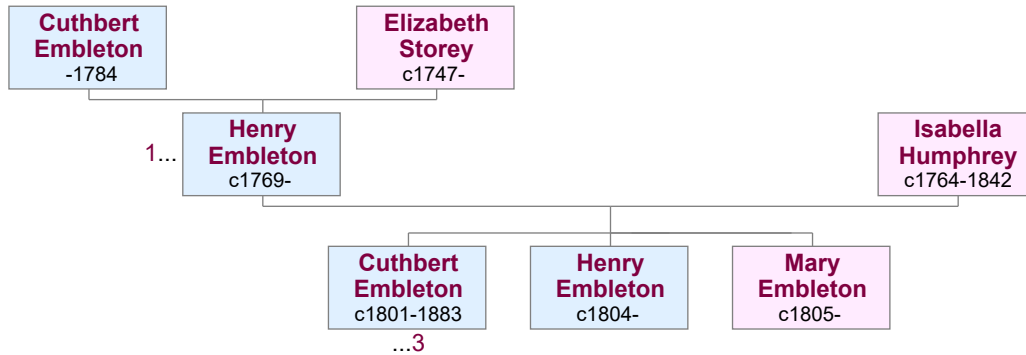 Cuthbert
Embleton
-1784
Elizabeth
Storey
c1747-
1...
Henry
Embleton
c1769-
Isabella
Humphrey
c1764-1842
Cuthbert
Embleton
c1801-1883
...3
Henry
Embleton
c1804-
Mary
Embleton
c1805-